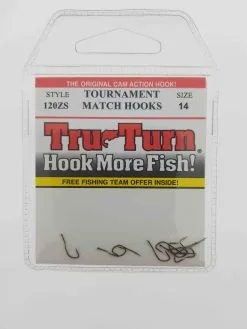 THE ORIGINAL CAM ACTION HOOK!
STYLE TOURNAMENT SIZE
120ZS MATCH HOOKS 14
Tru-Turn®
Hook More Fish!
FREE FISHING TEAM OFFER INSIDE!